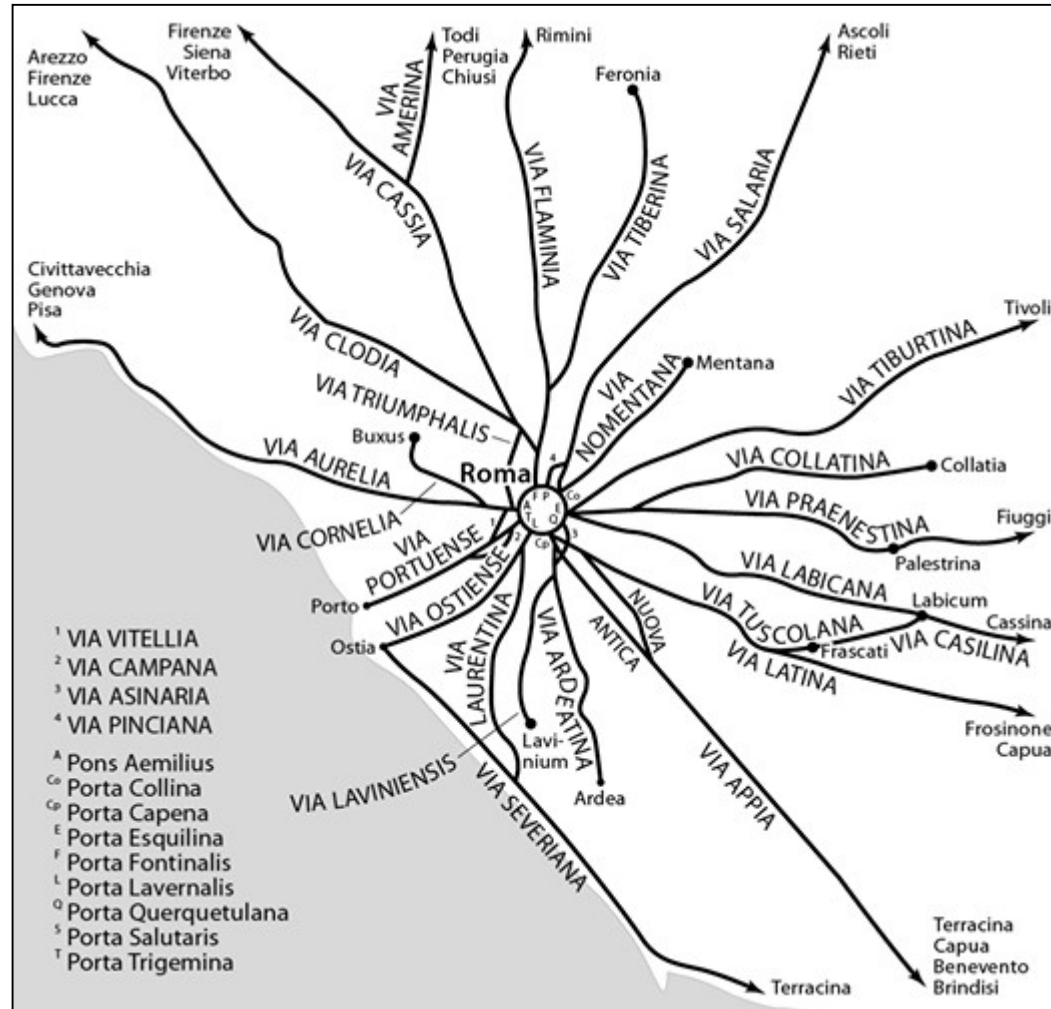 Arezzo
Firenze
Lucca
Firenze
Siena
Viterbo
Todi
Perugia
Chiusi
Rimini
Feronia
Ascoli
Rieti
VIA
AMERINA
VIA CASSIA
VIA FLAMINIA
VIA TIBERINA
VIA SALARIA
Civittavecchia
Genova
Pisa
VIA CLODIA
VIA TRIUMPHALIS
VIA
NOMENTANA
Mentana
VIA TIBURTINA
Tivoli
Buxus
VIA AURELIA
Roma
4
VIA COLLATINA
Collatia
VIA CORNELIA
F P
A Co
E
T
L Q
Cp
1
2
3
VIA PRAENESTINA
Palestrina
Fiuggi
VIA
PORTUENSE
Porto
VIA OSTIENSE
Ostia
VIA
LAURENTINA
VIA ARDEATINA
ANTICA
NUOVA
VIA LABICANA
Labicum
VIA TUSCOLANA
Frascati
Cassina
VIA CASILINA
VIA LATINA
Frosinone
Capua
VIA LAVINIENSIS
Lavi-
nium
Ardea
VIA APPIA
VIA SEVERIANA
Terracina
Terracina
Capua
Benevento
Brindisi
1 VIA VITELLIA
2 VIA CAMPANA
3 VIA ASINARIA
4 VIA PINCIANA
A Pons Aemilius
Co Porta Collina
Cp Porta Capena
E Porta Esquilina
F Porta Fontinalis
L Porta Lavernalis
Q Porta Querquetulana
S Porta Salutaris
T Porta Trigemina